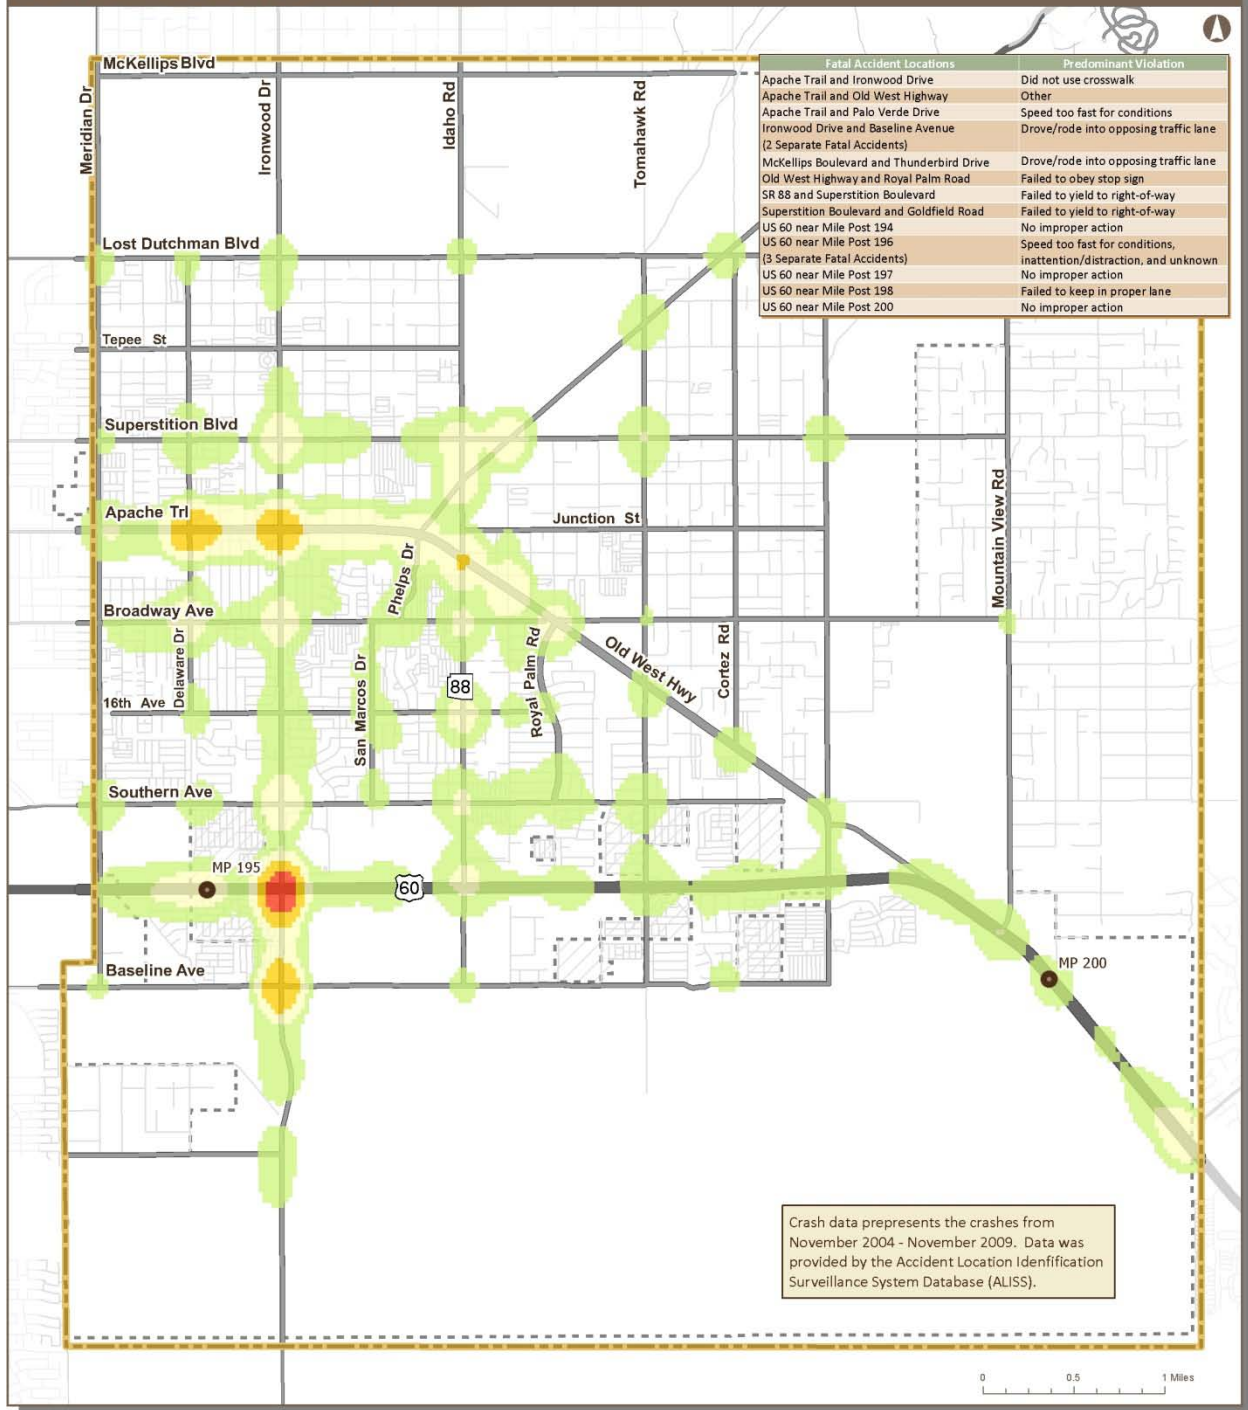 McKellips Blvd
Meridian Dr
Ironwood Dr
Idaho Rd
Tomahawk Rd
Fatal Accident Locations Predominant Violation
Apache Trail and Ironwood Drive Did not use crosswalk
Apache Trail and Old West Highway Other
Apache Trail and Palo Verde Drive Speed too fast for conditions
Ironwood Drive and Baseline Avenue Drove/rode into opposing traffic lane
(2 Separate Fatal Accidents)
McKellips Boulevard and Thunderbird Drive Drove/rode into opposing traffic lane
Old West Highway and Royal Palm Road Failed to obey stop sign
SR 88 and Superstition Boulevard Failed to yield to right-of-way
Superstition Boulevard and Goldfield Road Failed to yield to right-of-way
US 60 near Mile Post 194 No improper action
US 60 near Mile Post 196 Speed too fast for conditions,
(3 Separate Fatal Accidents) inattention/distraction, and unknown
US 60 near Mile Post 197 No improper action
US 60 near Mile Post 198 Failed to keep in proper lane
US 60 near Mile Post 200 No improper action
Lost Dutchman Blvd
Tepee St
Superstition Blvd
Apache Trl
Junction St
Mountain View Rd
Phelps Dr
Broadway Ave
Delaware Dr
San Marcos Dr
Royal Palm Rd
Old West Hwy
Cortez Rd
88
16th Ave
Southern Ave
MP 195
60
Baseline Ave
MP 200
Crash data prepresents the crashes from
November 2004 - November 2009. Data was
provided by the Accident Location Idenfification
Surveillance System Database (ALISS).
0 0.5 1 Miles